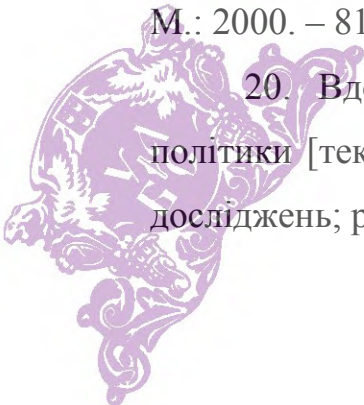 М.: 2000. – 81
20. Вд
політики [тек
досліджень; р